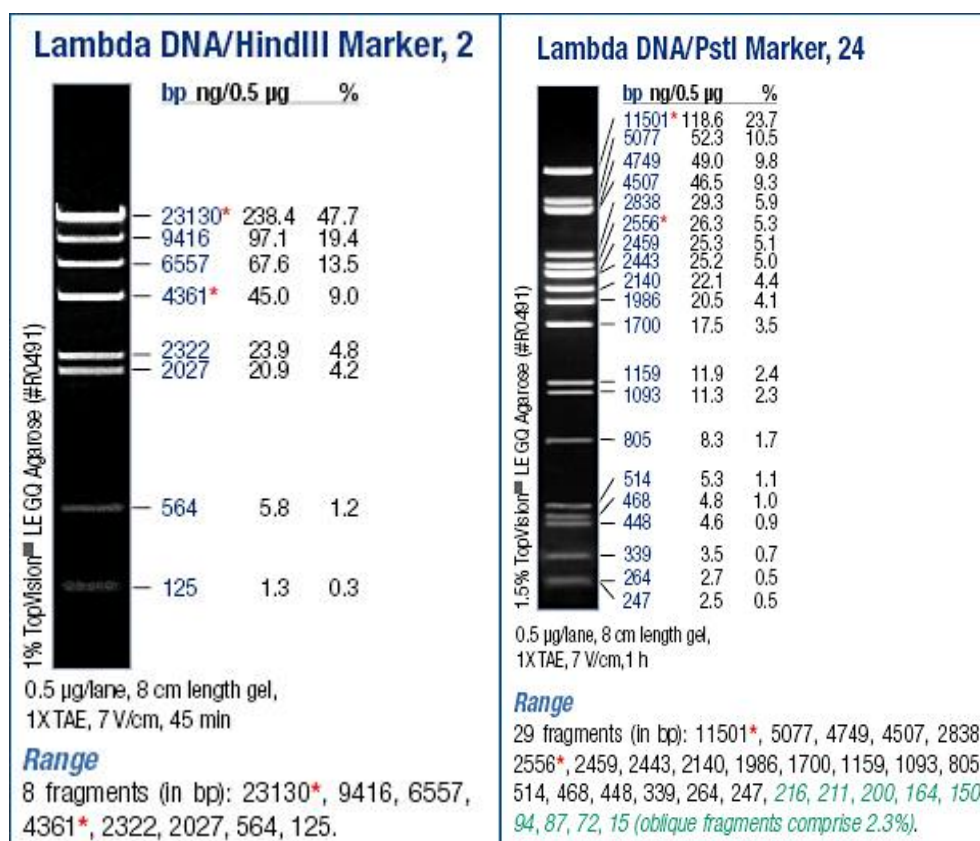 Lambda DNA/HindIII Marker, 2
bp ng/0.5 µg %
23130* 238.4 47.7
9416 97.1 19.4
6557 67.6 13.5
4361* 45.0 9.0
2322 23.9 4.8
2027 20.9 4.2
564 5.8 1.2
125 1.3 0.3
1% TopVision LE GQ Agarose (#R0491)
0.5 µg/lane, 8 cm length gel,
1X TAE, 7 V/cm, 45 min
Range
8 fragments (in bp): 23130*, 9416, 6557,
4361*, 2322, 2027, 564, 125.
Lambda DNA/PstI Marker, 24
bp ng/0.5 µg %
11501* 118.6 23.7
5077 52.3 10.5
4749 49.0 9.8
4507 46.5 9.3
2838 29.3 5.9
2556* 26.3 5.3
2459 25.3 5.1
2443 25.2 5.0
2140 22.1 4.4
1986 20.5 4.1
1700 17.5 3.5
1159 11.9 2.4
1093 11.3 2.3
805 8.3 1.7
514 5.3 1.1
468 4.8 1.0
448 4.6 0.9
339 3.5 0.7
264 2.7 0.5
247 2.5 0.5
1.5% TopVision LE GQ Agarose (#R0491)
0.5 µg/lane, 8 cm length gel,
1X TAE, 7 V/cm,1 h
Range
29 fragments (in bp): 11501*, 5077, 4749, 4507, 2838
2556*, 2459, 2443, 2140, 1986, 1700, 1159, 1093, 805
514, 468, 448, 339, 264, 247, 216, 211, 200, 164, 150
94, 87, 72, 15 (oblique fragments comprise 2.3%).